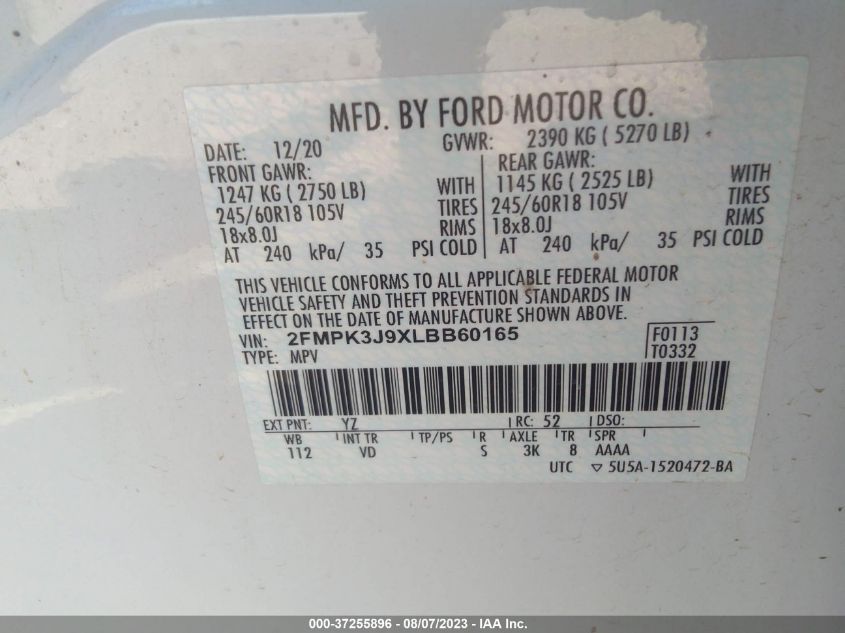 MFD. BY FORD MOTOR CO.
DATE: 12/20 GVWR: 2390 KG ( 5270 LB)
FRONT GAWR: REAR GAWR:
1247 KG ( 2750 LB) WITH 1145 KG ( 2525 LB) WITH
245/60R18 105V TIRES 245/60R18 105V TIRES
18x8.0J RIMS 18x8.0J RIMS
AT 240 kPa/ 35 PSI COLD AT 240 kPa/ 35 PSI COLD
THIS VEHICLE CONFORMS TO ALL APPLICABLE FEDERAL MOTOR
VEHICLE SAFETY AND THEFT PREVENTION STANDARDS IN
EFFECT ON THE DATE OF MANUFACTURE SHOWN ABOVE.
VIN: 2FMPK3J9XLBB60165 F0113
TYPE: MPV T0332
EXT PNT: YZ RC: 52 DSO:
WB INT TR TP/PS R AXLE TR SPR
112 VD S 3K 8 AAAA
UTC ▽ 5U5A-1520472-BA
000-37255896 - 08/07/2023 - IAA Inc.